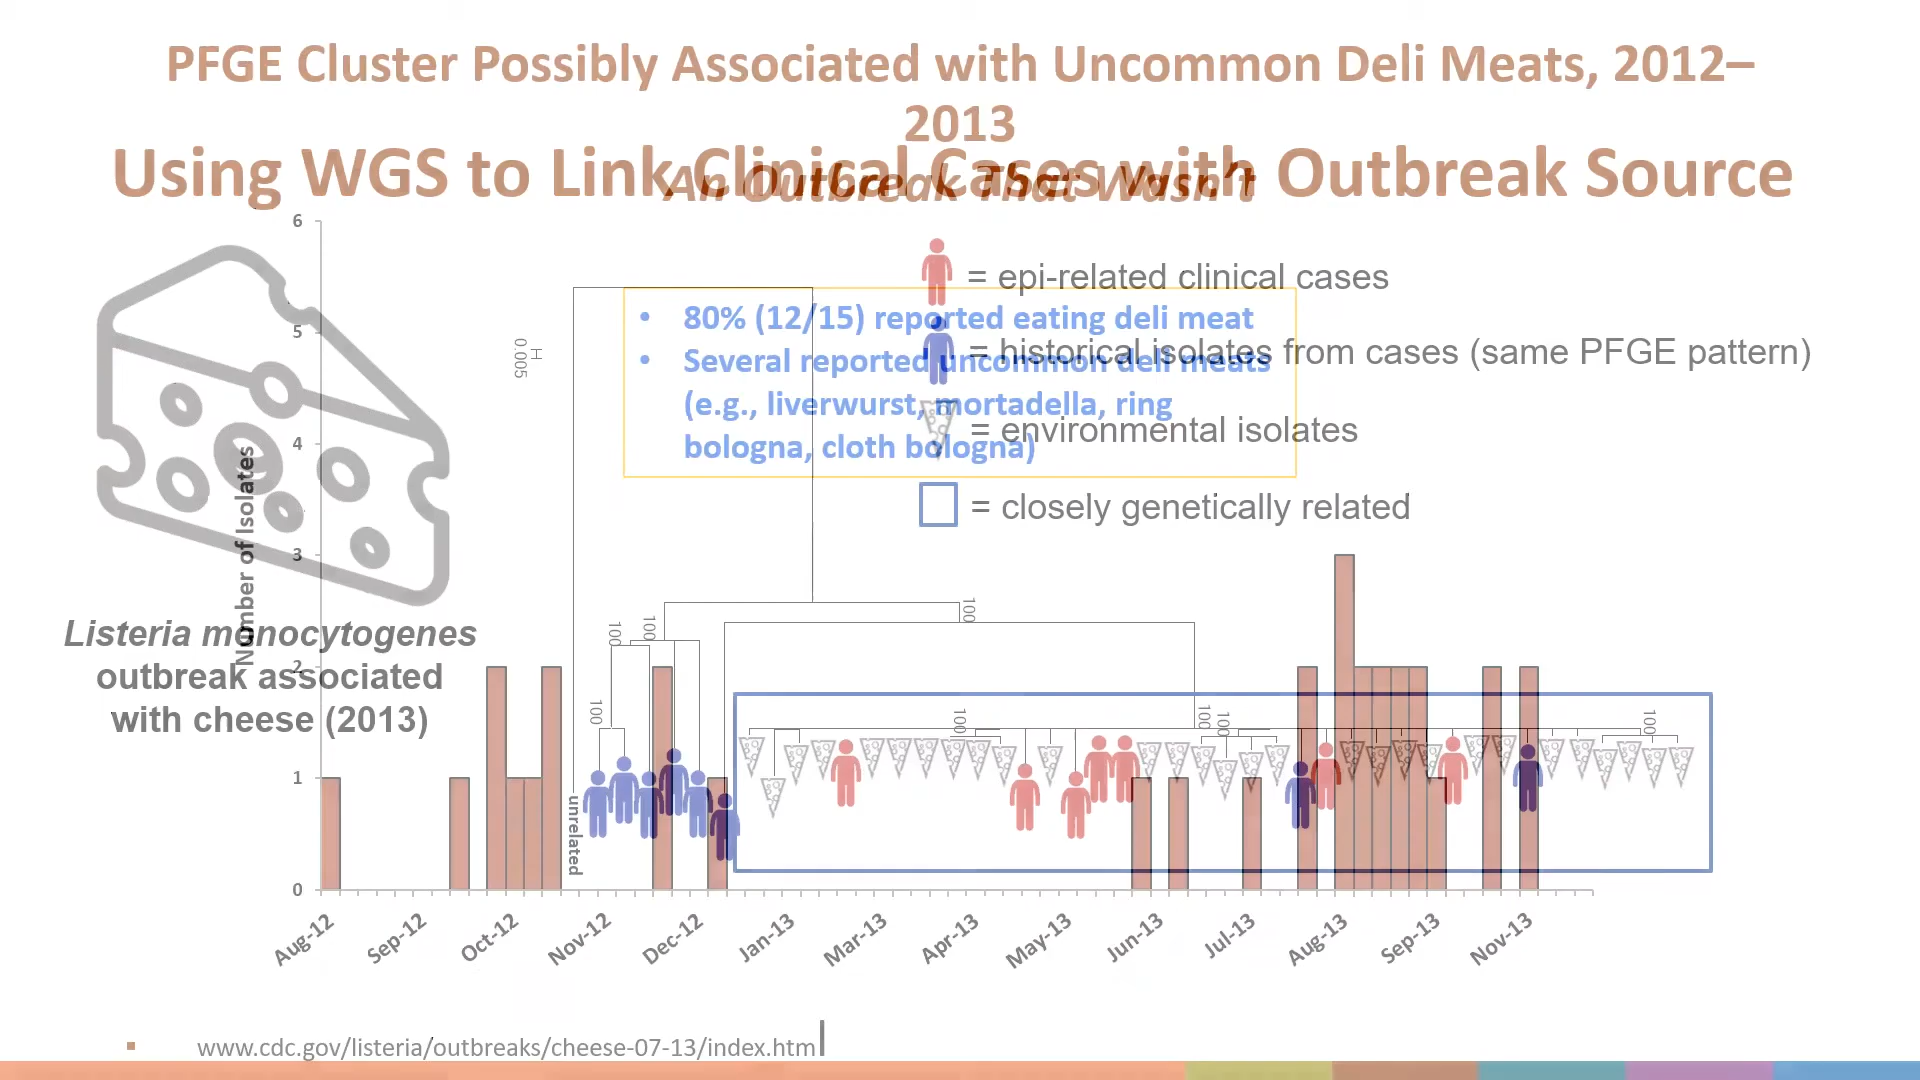 PFGE Cluster Possibly Associated with Uncommon Deli Meats, 2012–
2013
An Outbreak That Wasn't
Using WGS to Link Clinical Cases with Outbreak Source
= epi-related clinical cases
= historical isolates from cases (same PFGE pattern)
= environmental isolates
= closely genetically related
• 80% (12/15) reported eating deli meat
• Several reported uncommon deli meats
(e.g., liverwurst, mortadella, ring
bologna, cloth bologna)
0.005
Listeria monocytogenes
outbreak associated
with cheese (2013)
Number of Isolates
6
5
4
3
2
1
0
100
100
100
100
100
100
100
100
unrelated
Aug-12
Sep-12
Oct-12
Nov-12
Dec-12
Jan-13
Mar-13
Apr-13
May-13
Jun-13
Jul-13
Aug-13
Sep-13
Nov-13
www.cdc.gov/listeria/outbreaks/cheese-07-13/index.htm